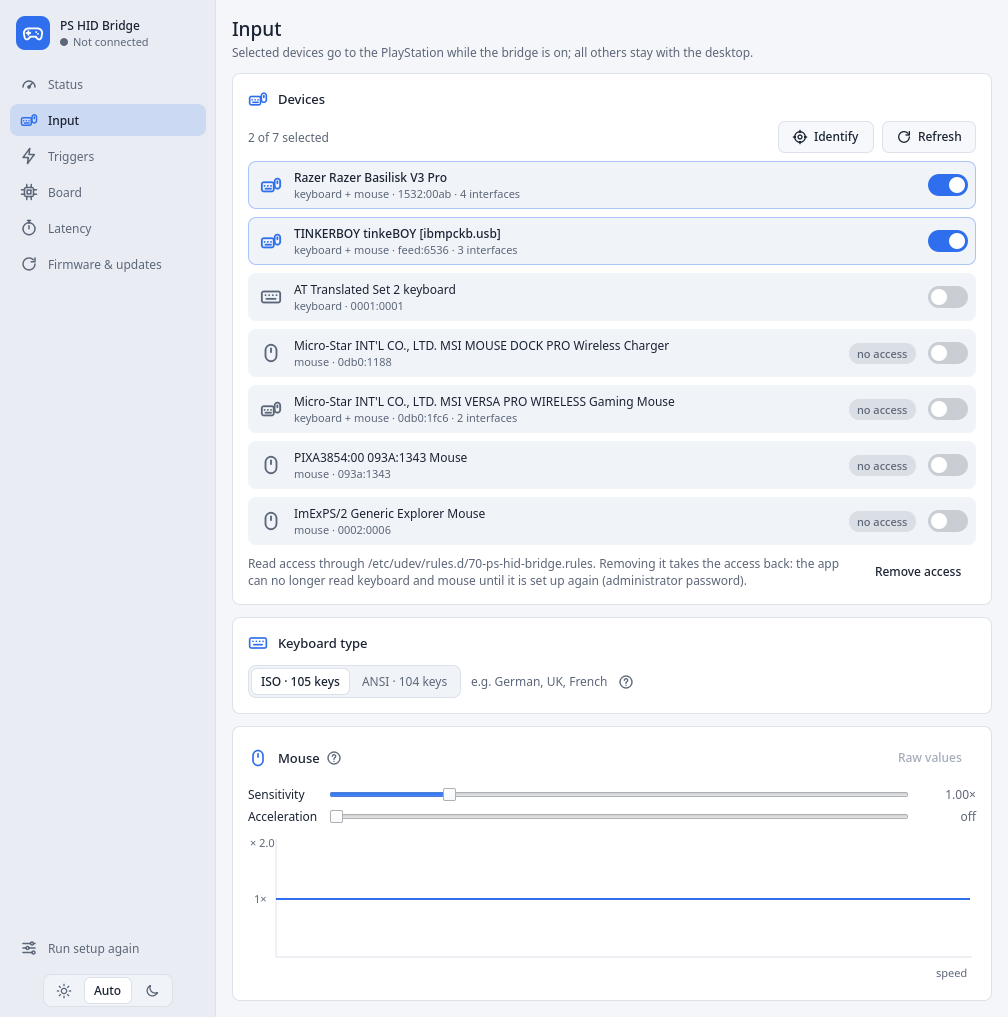 PS HID Bridge
Not connected
Status
Input
Triggers
Board
Latency
Firmware & updates
Run setup again
Auto
Input
Selected devices go to the PlayStation while the bridge is on; all others stay with the desktop.
Devices
2 of 7 selected
Identify
Refresh
Razer Razer Basilisk V3 Pro
keyboard + mouse · 1532:00ab · 4 interfaces
TINKERBOY tinkeBOY [ibmpckb.usb]
keyboard + mouse · feed:6536 · 3 interfaces
AT Translated Set 2 keyboard
keyboard · 0001:0001
Micro-Star INT'L CO., LTD. MSI MOUSE DOCK PRO Wireless Charger
mouse · 0db0:1188
no access
Micro-Star INT'L CO., LTD. MSI VERSA PRO WIRELESS Gaming Mouse
keyboard + mouse · 0db0:1fc6 · 2 interfaces
no access
PIXA3854:00 093A:1343 Mouse
mouse · 093a:1343
no access
ImExPS/2 Generic Explorer Mouse
mouse · 0002:0006
no access
Read access through /etc/udev/rules.d/70-ps-hid-bridge.rules. Removing it takes the access back: the app
can no longer read keyboard and mouse until it is set up again (administrator password).
Remove access
Keyboard type
ISO · 105 keys
ANSI · 104 keys
e.g. German, UK, French
Mouse
Raw values
Sensitivity
1.00×
Acceleration
off
× 2.0
1×
speed